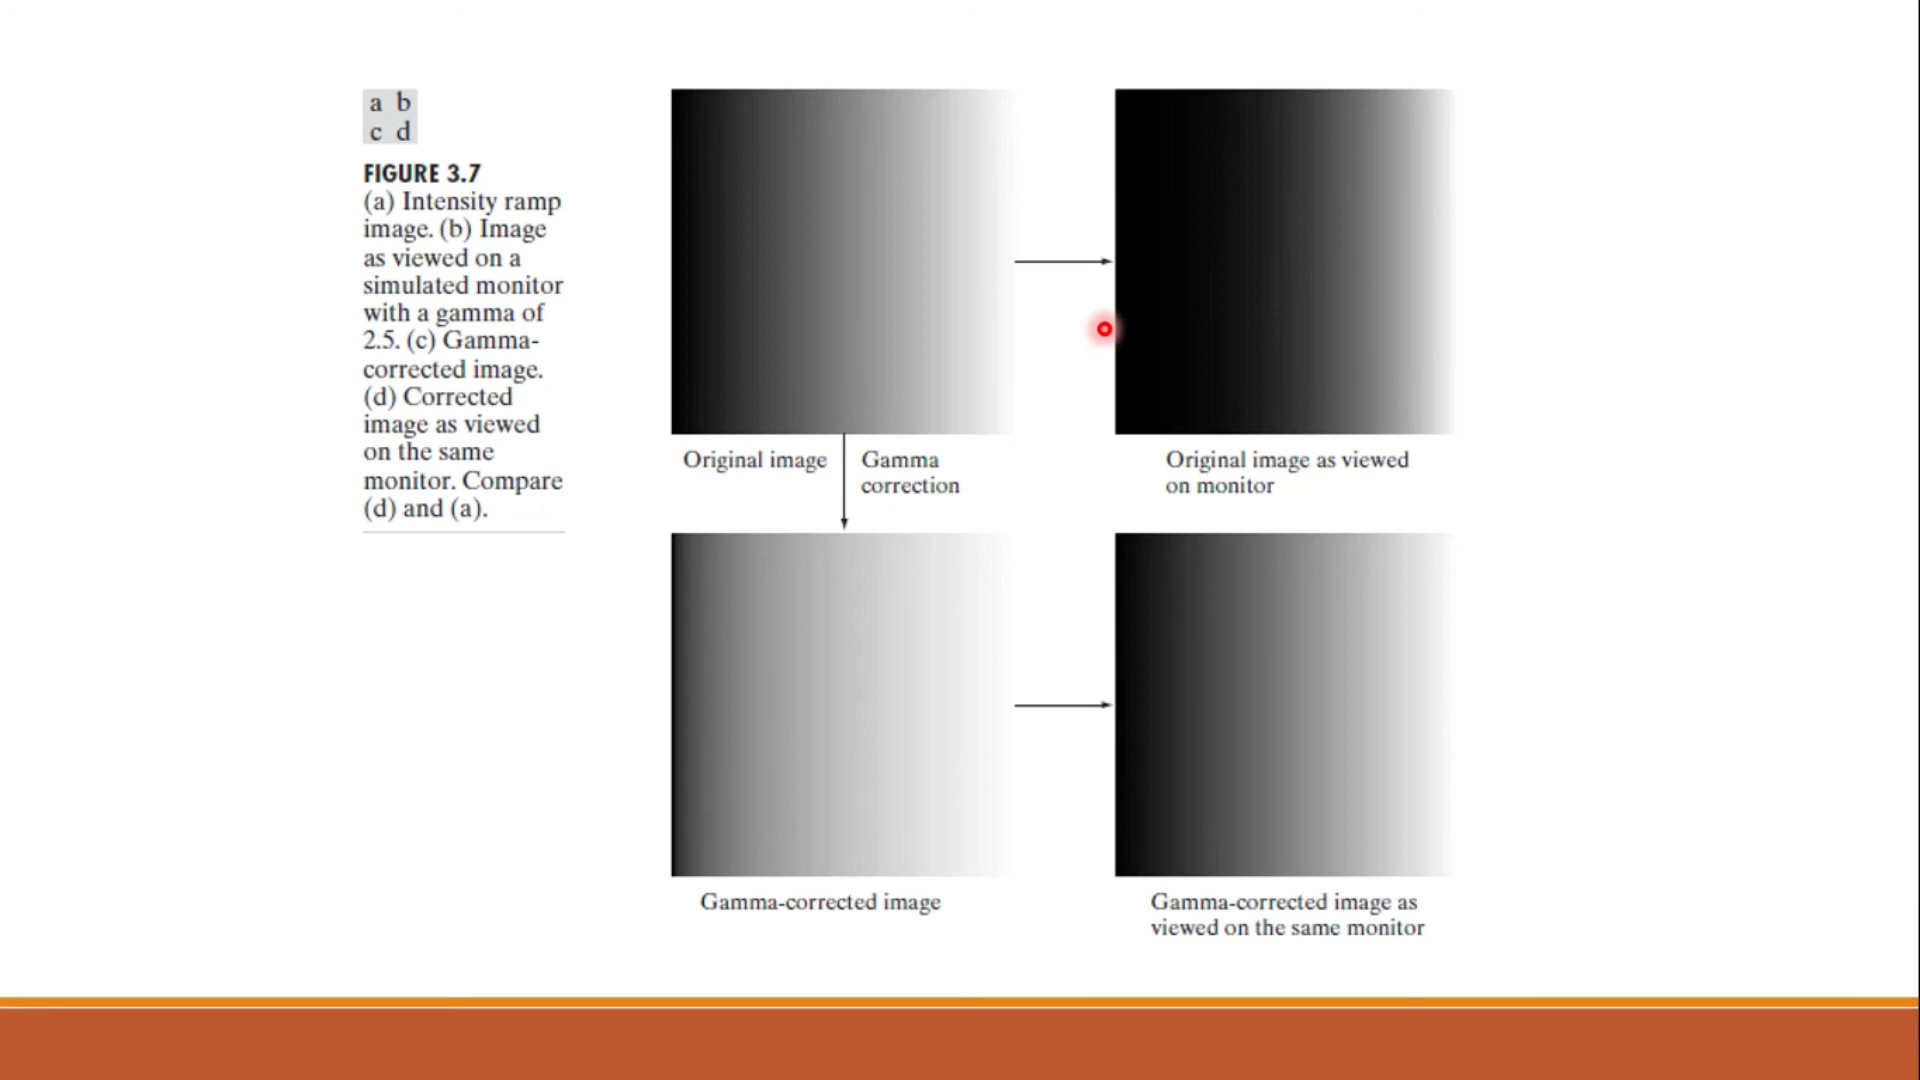 a b
c d
FIGURE 3.7
(a) Intensity ramp
image. (b) Image
as viewed on a
simulated monitor
with a gamma of
2.5. (c) Gamma-
corrected image.
(d) Corrected
image as viewed
on the same
monitor. Compare
(d) and (a).
Original image
Gamma
correction
Original image as viewed
on monitor
Gamma-corrected image
Gamma-corrected image as
viewed on the same monitor